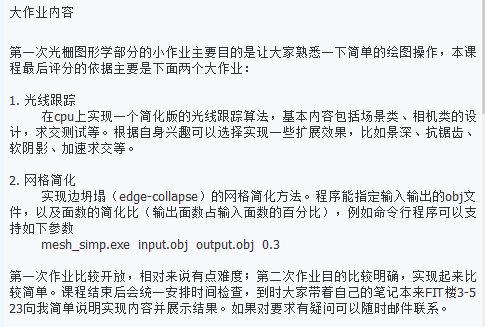 大作业内容
第一次光栅图形学部分的小作业主要目的是让大家熟悉一下简单的绘图操作，本课
程最后评分的依据主要是下面两个大作业：
1. 光线跟踪
在cpu上实现一个简化版的光线跟踪算法，基本内容包括场景类、相机类的设
计，求交测试等。根据自身兴趣可以选择实现一些扩展效果，比如景深、抗锯齿、
软阴影、加速求交等。
2. 网格简化
实现边坍塌（edge-collapse）的网格简化方法。程序能指定输入输出的obj文
件，以及面数的简化比（输出面数占输入面数的百分比），例如命令行程序可以支
持如下参数
mesh_simp.exe input.obj output.obj 0.3
第一次作业比较开放，相对来说有点难度；第二次作业目的比较明确，实现起来比
较简单。课程结束后会统一安排时间检查，到时大家带着自己的笔记本来FIT楼3-5
23向我简单说明实现内容并展示结果。如果对要求有疑问可以随时邮件联系。